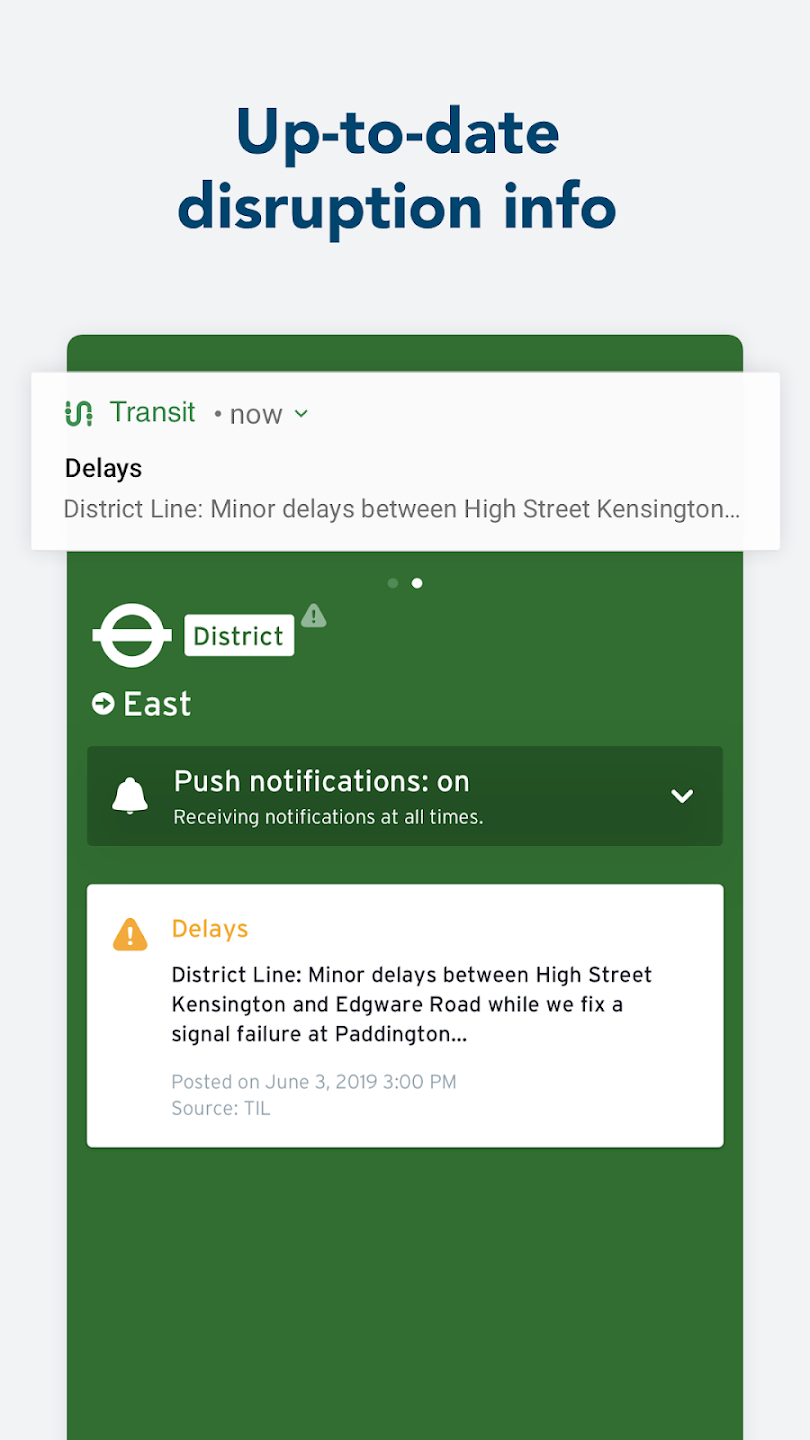 Up-to-date
disruption info
Transit • now
Delays
District Line: Minor delays between High Street Kensington...
District
East
Push notifications: on
Receiving notifications at all times.
Delays
District Line: Minor delays between High Street
Kensington and Edgware Road while we fix a
signal failure at Paddington...
Posted on June 3, 2019 3:00 PM
Source: TIL